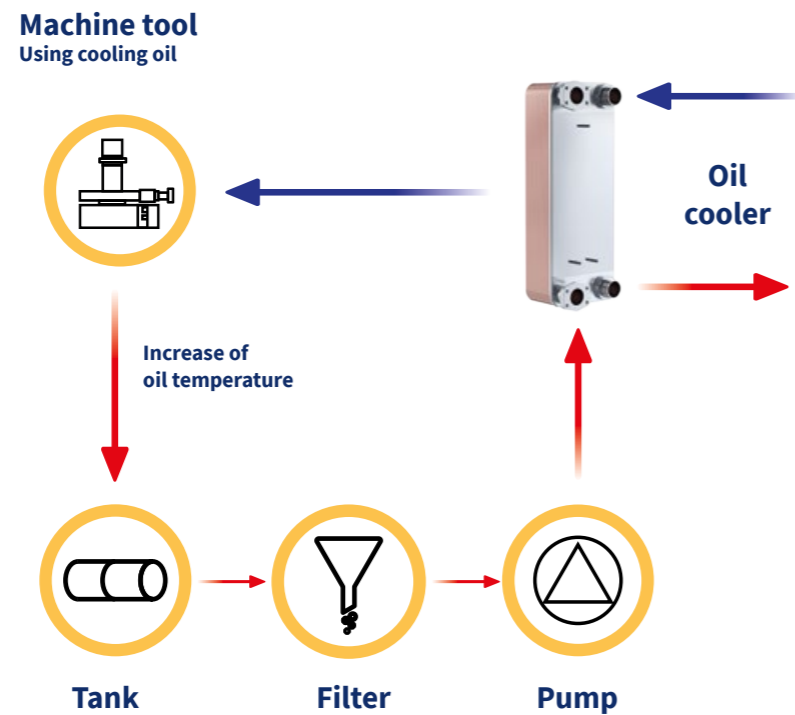 Machine tool
Using cooling oil
Oil
cooler
Increase of
oil temperature
Tank
Filter
Pump